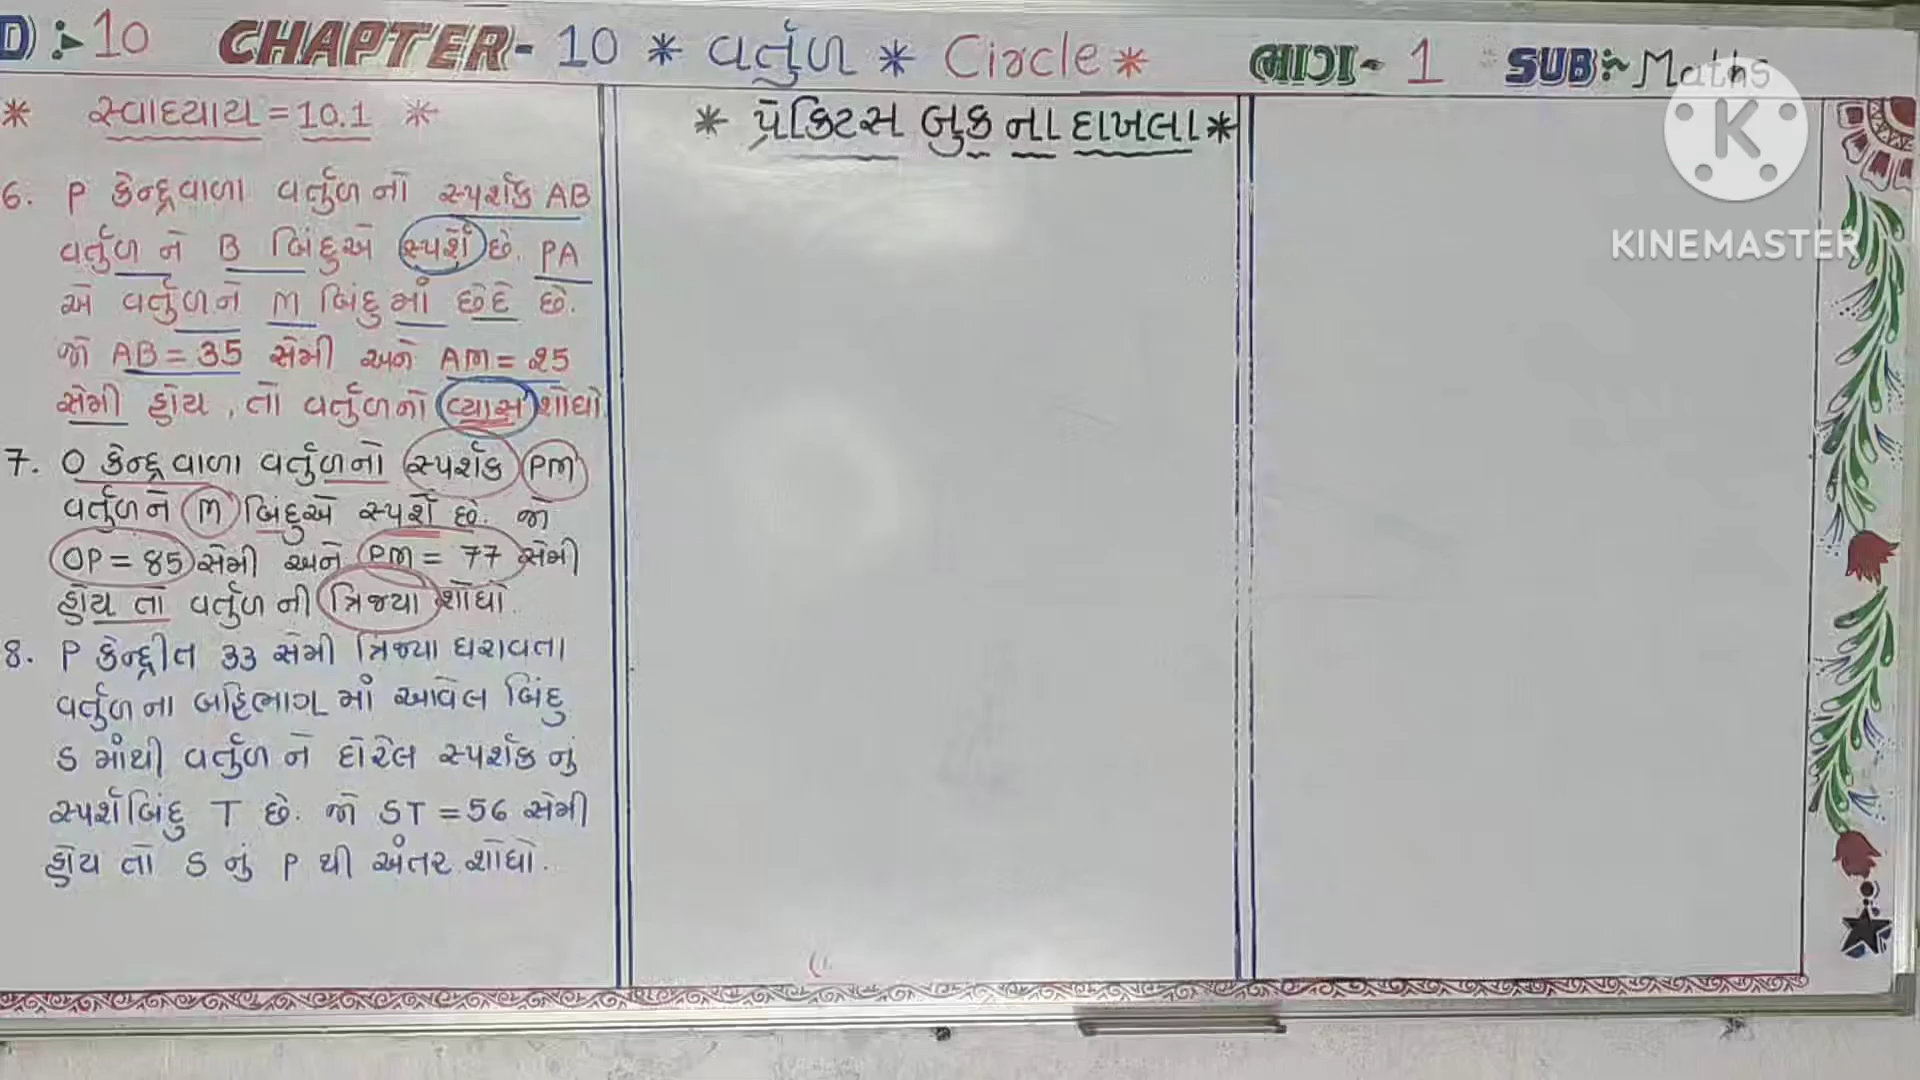 D :- 10 CHAPTER - 10 * વર્તુળ * Circle * ભાગ - 1 * SUB :- Maths
* સ્વાધ્યાય = 10.1 *
6. P કેન્દ્રવાળા વર્તુળનો સ્પર્શક AB
વર્તુળને B બિંદુએ સ્પર્શે છે. PA
એ વર્તુળને M બિંદુમાં છેદે છે.
જો AB = 35 સેમી અને AM = 25
સેમી હોય, તો વર્તુળનો વ્યાસ શોધો.
7. O કેન્દ્રવાળા વર્તુળનો સ્પર્શક PM
વર્તુળને M બિંદુએ સ્પર્શે છે. જો
OP = 85 સેમી અને PM = 77 સેમી
હોય તો વર્તુળ ની ત્રિજ્યા શોધો.
8. P કેન્દ્રીત 33 સેમી ત્રિજ્યા ધરાવતા
વર્તુળના બહિર્ભાગ માં આવેલ બિંદુ
S માંથી વર્તુળ ને દોરેલ સ્પર્શક નું
સ્પર્શબિંદુ T છે. જો ST = 56 સેમી
હોય તો S નું P થી અંતર શોધો.
* પ્રેક્ટિસ બુક ના દાખલા *
K
KINEMASTER